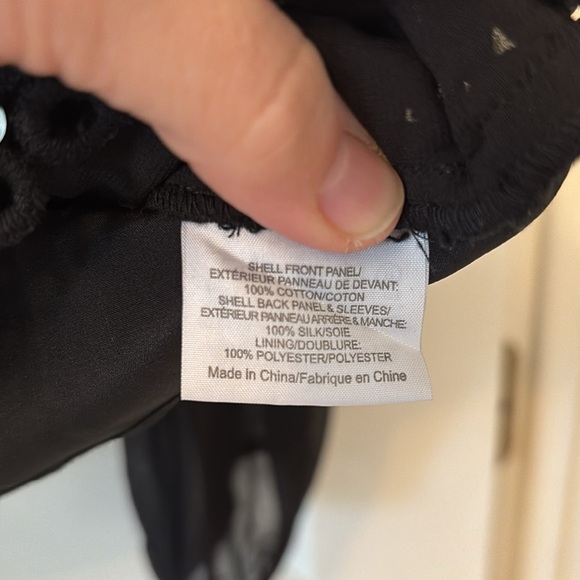 SHELL FRONT PANEL/
EXTÉRIEUR PANNEAU DE DEVANT:
100% COTTON/COTON
SHELL BACK PANEL & SLEEVES/
EXTÉRIEUR PANNEAU ARRIÈRE & MANCHE:
100% SILK/SOIE
LINING/DOUBLURE:
100% POLYESTER/POLYESTER
Made in China/Fabrique en Chine